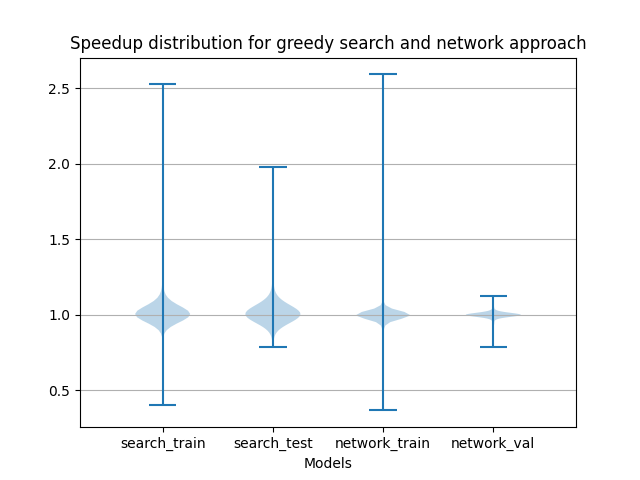 Speedup distribution for greedy search and network approach
2.5
2.0
1.5
1.0
0.5
search_train search_test network_train network_val
Models